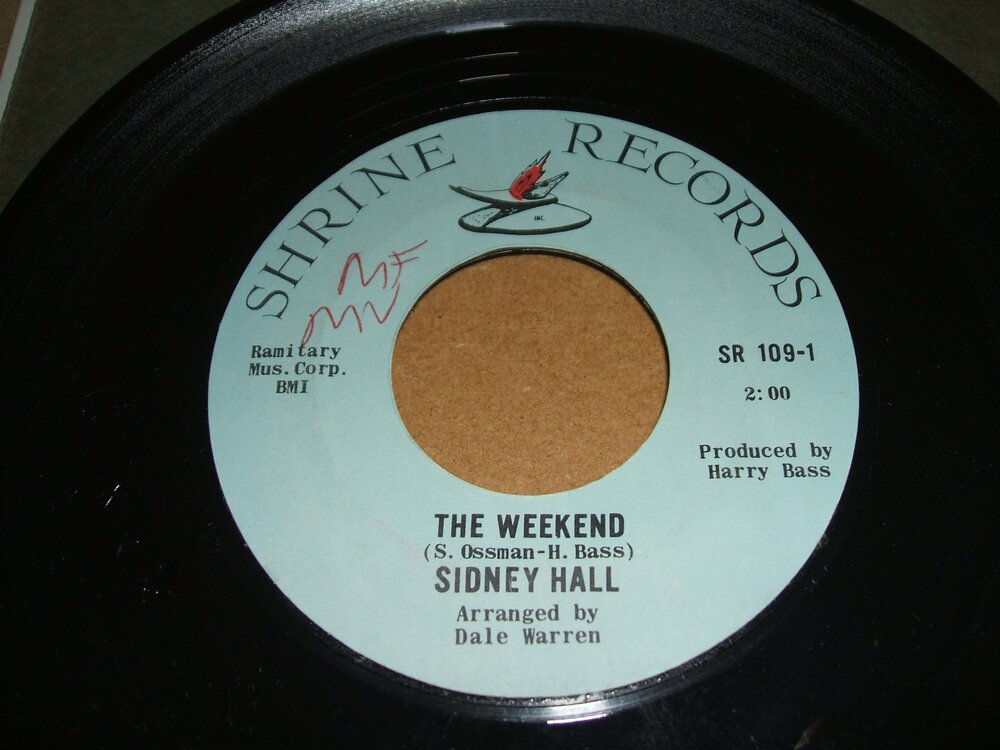 SHRINE RECORDS
INC.
Ramitary
Mus. Corp.
BMI
SR 109-1
2:00
Produced by
Harry Bass
THE WEEKEND
(S. Ossman-H. Bass)
SIDNEY HALL
Arranged by
Dale Warren